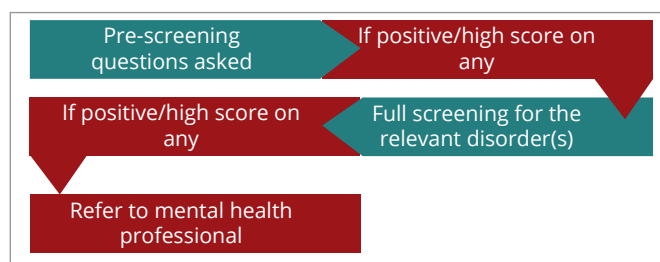 Pre-screening
questions asked
If positive/high score on
any
Full screening for the
relevant disorder(s)
If positive/high score on
any
Refer to mental health
professional